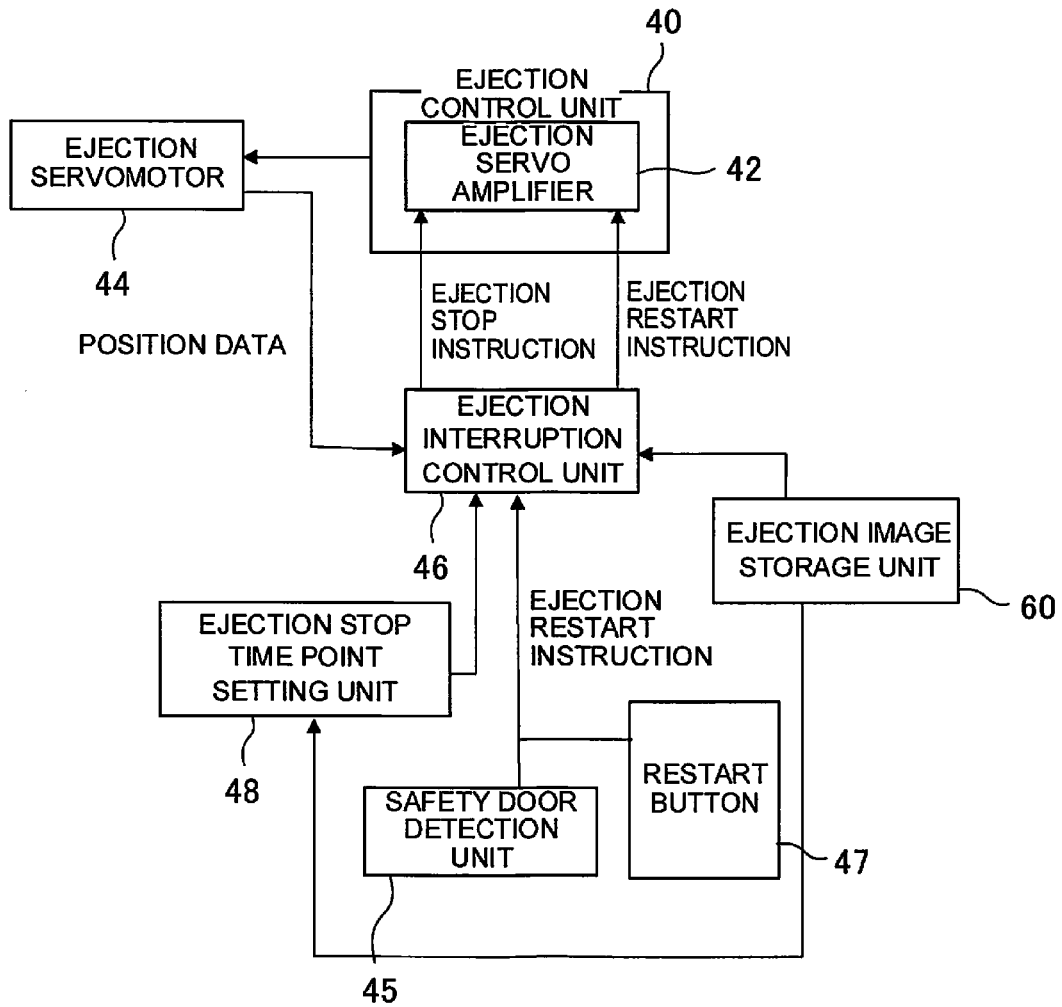 40
EJECTION
CONTROL UNIT
EJECTION
SERVO
AMPLIFIER
42
EJECTION
SERVOMOTOR
44
POSITION DATA
EJECTION
STOP
INSTRUCTION
EJECTION
RESTART
INSTRUCTION
EJECTION
INTERRUPTION
CONTROL UNIT
46
EJECTION IMAGE
STORAGE UNIT
60
EJECTION STOP
TIME POINT
SETTING UNIT
48
EJECTION
RESTART
INSTRUCTION
SAFETY DOOR
DETECTION
UNIT
45
RESTART
BUTTON
47